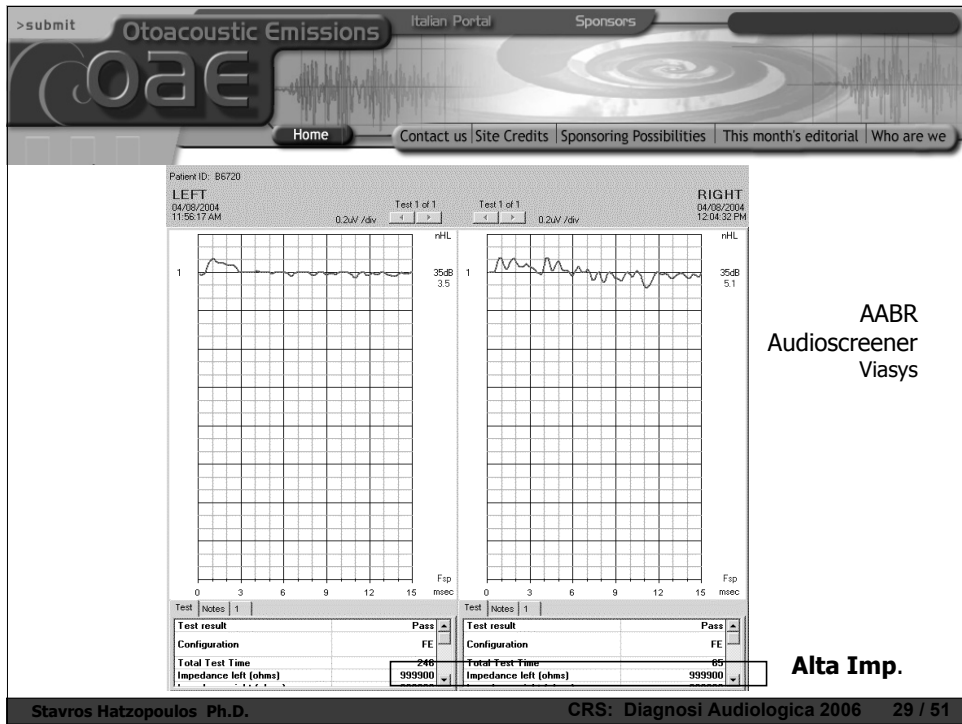 >submit
Otoacoustic Emissions
Italian Portal
Sponsors
oae
Home
Contact us
Site Credits
Sponsoring Possibilities
This month's editorial
Who are we
Patient ID: B6720
LEFT
04/08/2004
11:56:17 AM
0.2uV /div
Test 1 of 1
Test 1 of 1
0.2uV /div
RIGHT
04/08/2004
12:04:32 PM
nHL
1
35dB
3.5
Fsp
0 3 6 9 12 15 msec
nHL
1
35dB
5.1
Fsp
0 3 6 9 12 15 msec
Test Notes 1
Test result Pass
Configuration FE
Total Test Time 246
Impedance left (ohms) 999900
Test Notes 1
Test result Pass
Configuration FE
Total Test Time 65
Impedance left (ohms) 999900
AABR
Audioscreener
Viasys
Alta Imp.
Stavros Hatzopoulos Ph.D.
CRS: Diagnosi Audiologica 2006 29 / 51